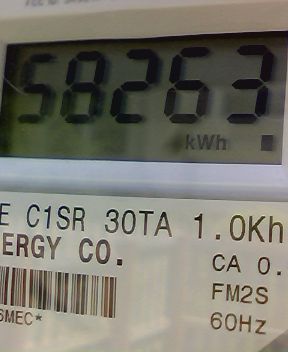 58263
kWh
E C1SR 30TA 1.0Kh
ERGY CO.
CA 0.
FM2S
60Hz
SMEC*